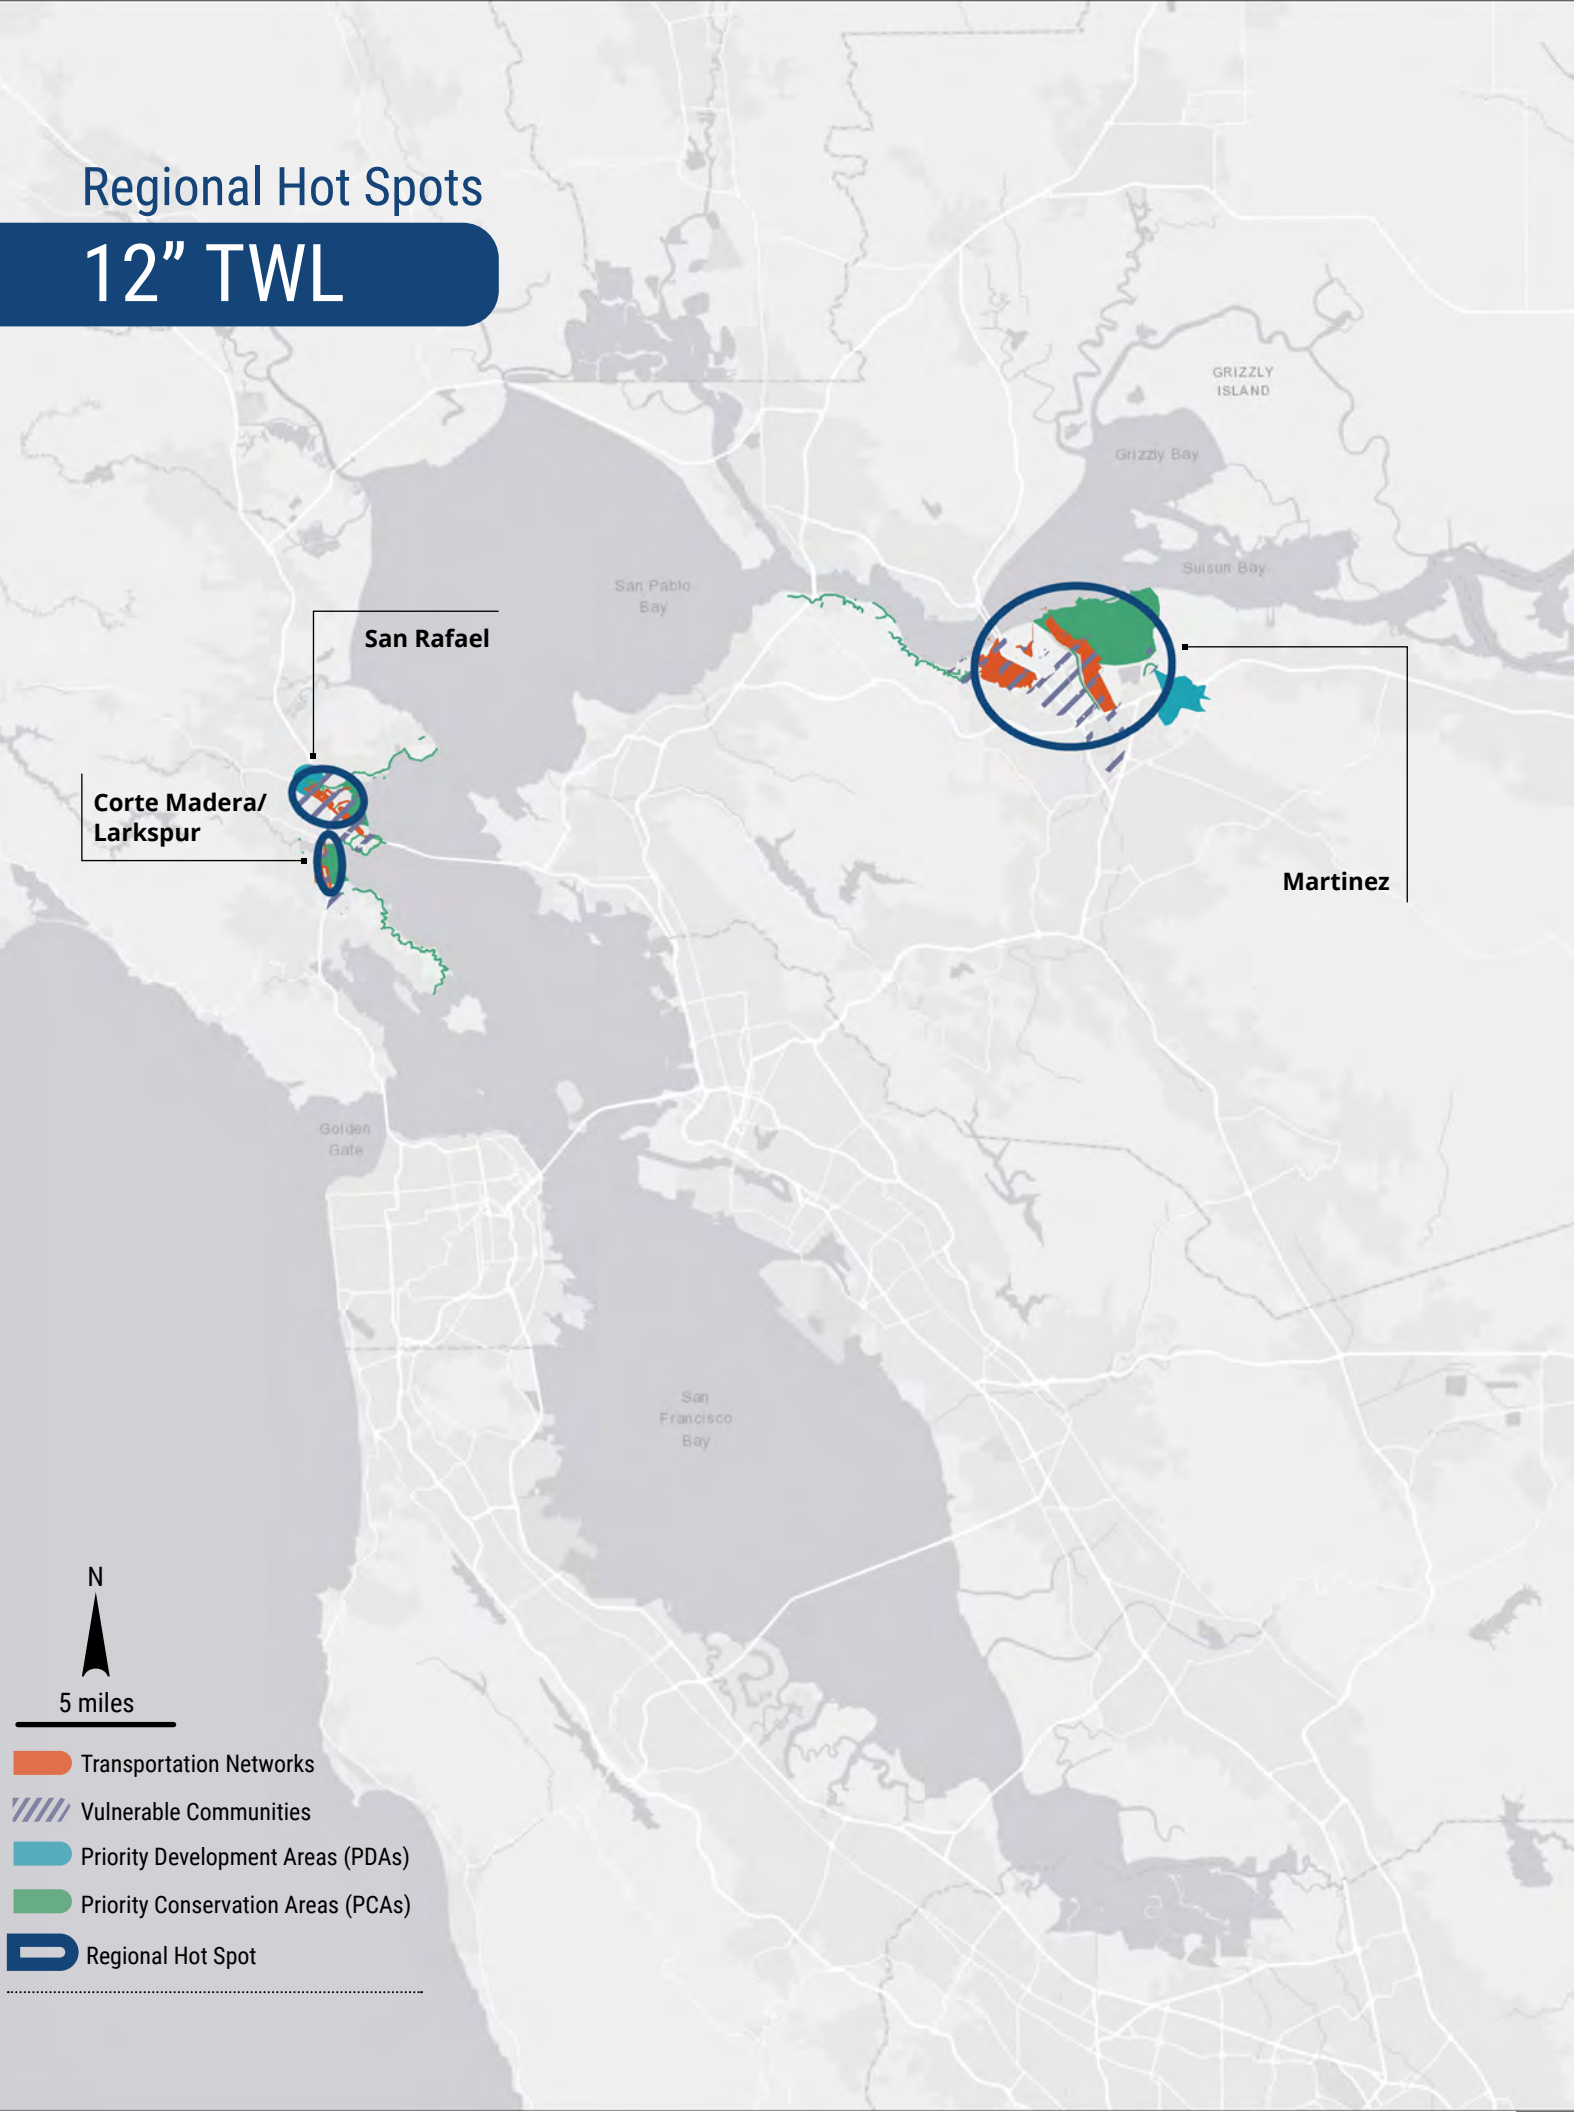 Regional Hot Spots
12” TWL
GRIZZLY
ISLAND
Grizzly Bay
Suisun Bay
San Pablo
Bay
San Rafael
Corte Madera/
Larkspur
Martinez
Golden
Gate
San
Francisco
Bay
N
5 miles
Transportation Networks
Vulnerable Communities
Priority Development Areas (PDAs)
Priority Conservation Areas (PCAs)
Regional Hot Spot